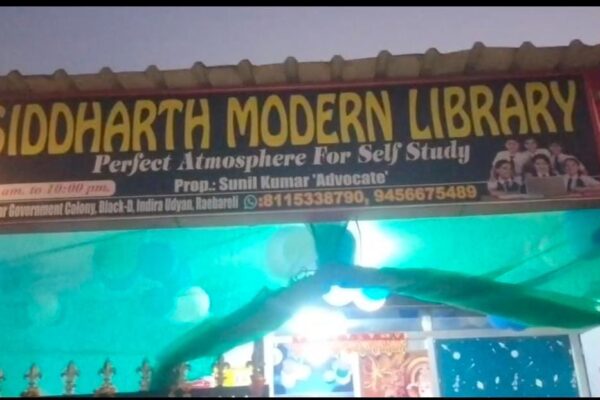 SIDDHARTH MODERN LIBRARY
Perfect Atmosphere For Self Study
am. to 10:00 pm.
Prop.: Sunil Kumar 'Advocate'
Government Colony, Black-D, Indira Udyan, Raebareli :8115338790, 9456675489